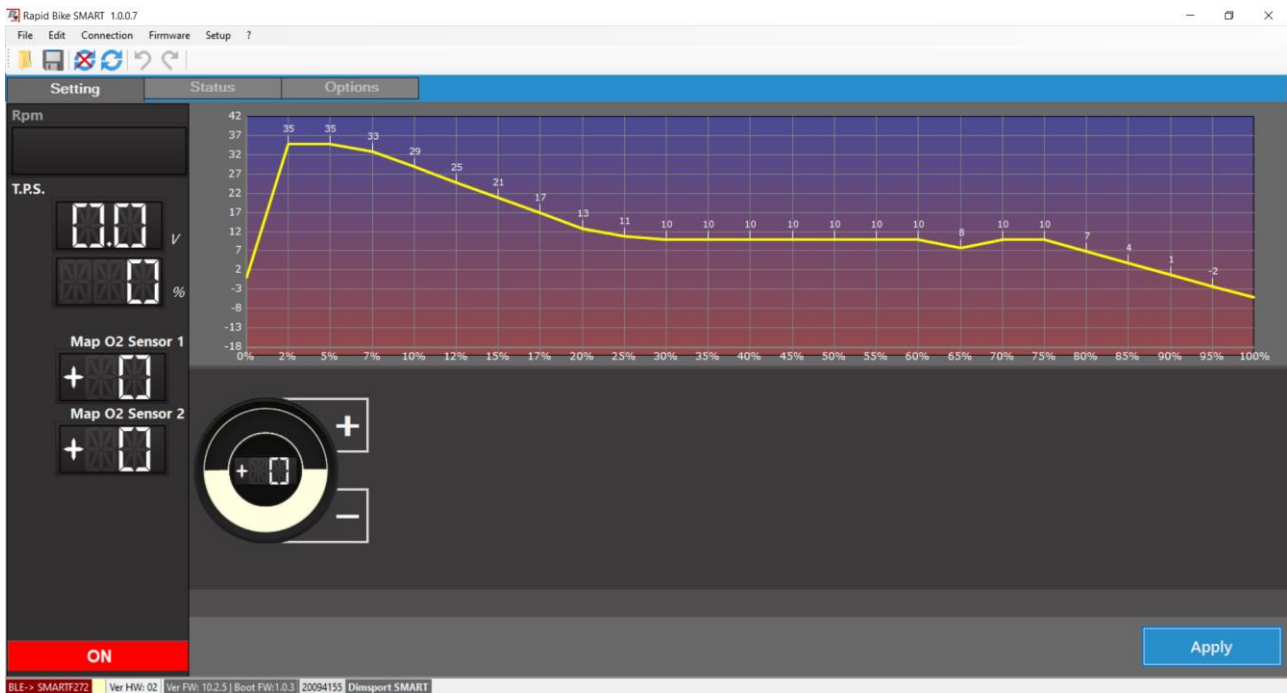 Rapid Bike SMART 1.0.0.7
File Edit Connection Firmware Setup ?
Setting Status Options
Rpm
T.P.S.
0.0 V
0 %
Map O2 Sensor 1
+ 0
Map O2 Sensor 2
+ 0
ON
42
37
32
27
22
17
12
7
2
-3
-8
-13
-18
35 35 33 29 25 21 17 13 11 10 10 10 10 10 10 10 8 10 10 7 4 1 -2
0% 2% 5% 7% 10% 12% 15% 17% 20% 25% 30% 35% 40% 45% 50% 55% 60% 65% 70% 75% 80% 85% 90% 95% 100%
+
+ 0
−
Apply
BLE-> SMARTF272 Ver HW: 02 Ver FW: 10.2.5 | Boot FW:1.0.3 20094155 Dimsport SMART